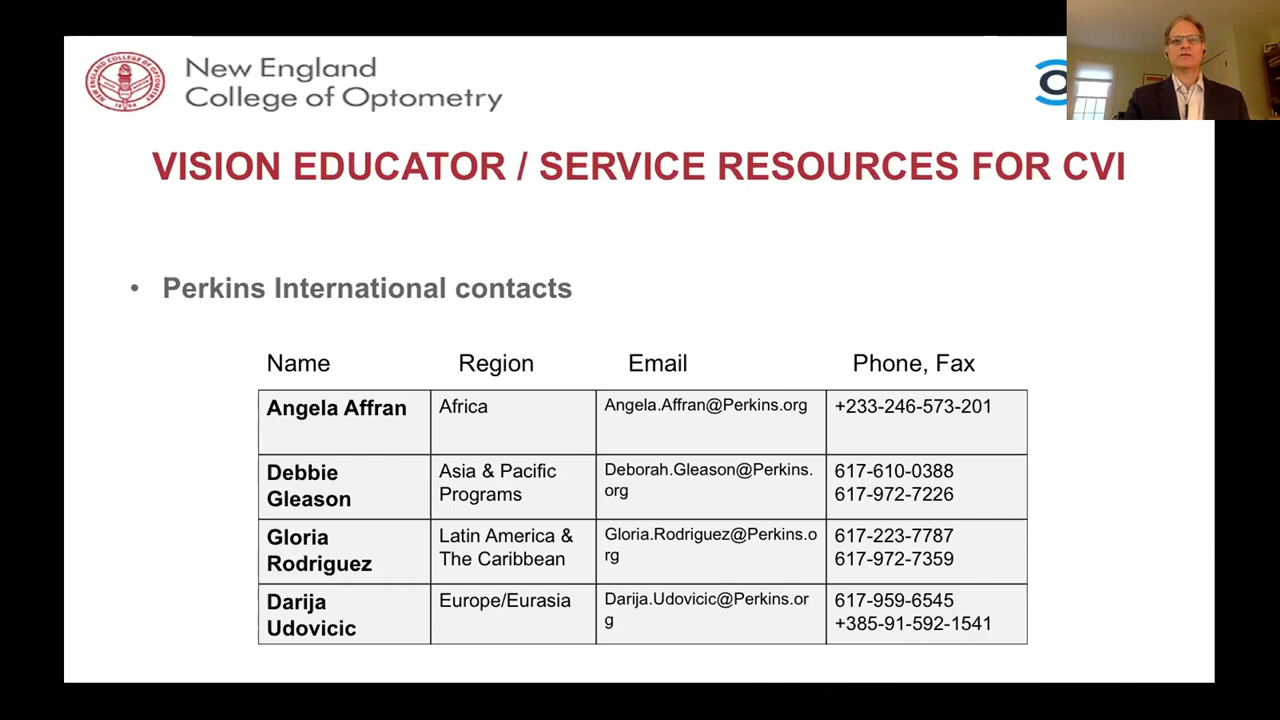 New England
College of Optometry
VISION EDUCATOR / SERVICE RESOURCES FOR CVI
• Perkins International contacts
Name Region Email Phone, Fax
Angela Affran Africa Angela.Affran@Perkins.org +233-246-573-201
Debbie Asia & Pacific Deborah.Gleason@Perkins. 617-610-0388
Gleason Programs org 617-972-7226
Gloria Latin America & Gloria.Rodriguez@Perkins.o 617-223-7787
Rodriguez The Caribbean rg 617-972-7359
Darija Europe/Eurasia Darija.Udovicic@Perkins.or 617-959-6545
Udovicic g +385-91-592-1541